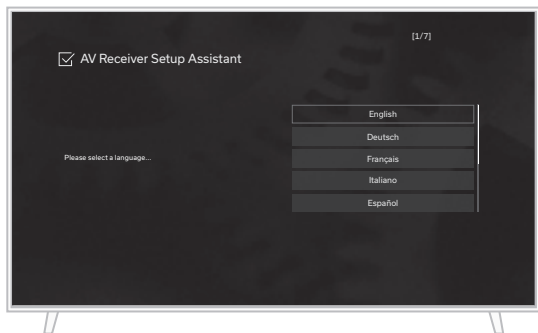 [1/7]
AV Receiver Setup Assistant
Please select a language...
English
Deutsch
Français
Italiano
Español